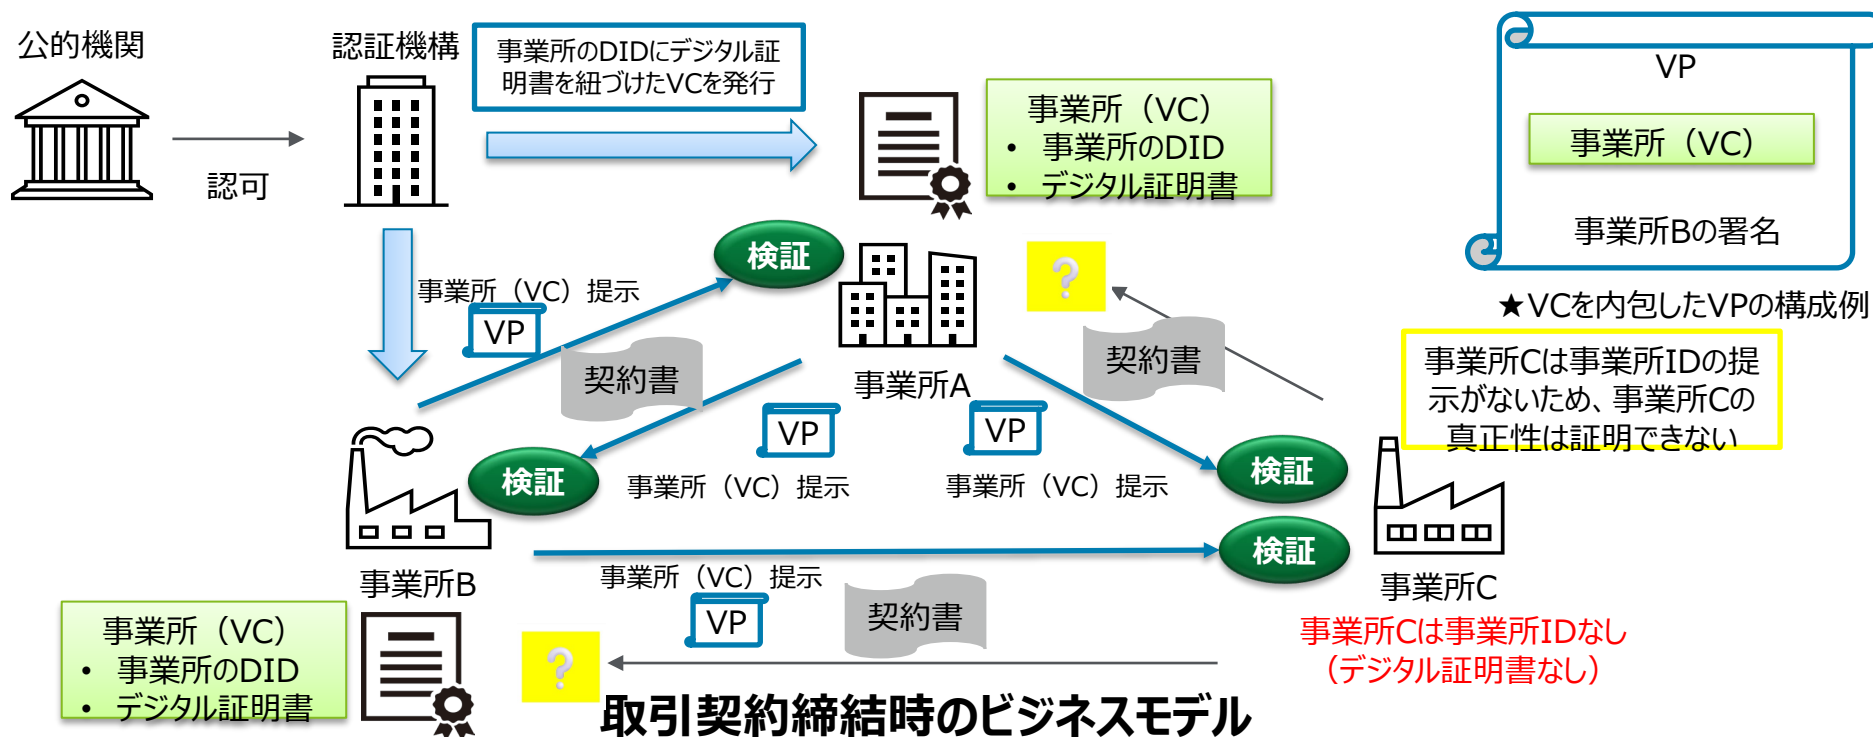 公的機関
認証機構
事業所のDIDにデジタル証
明書を紐づけたVCを発行
認可
事業所（VC）
• 事業所のDID
• デジタル証明書
VP
事業所（VC）
事業所Bの署名
★VCを内包したVPの構成例
検証
?
事業所（VC）提示
VP
契約書
契約書
事業所A
事業所Cは事業所IDの提
示がないため、事業所Cの
真正性は証明できない
VP
VP
検証
検証
事業所（VC）提示
事業所（VC）提示
検証
事業所B
事業所（VC）提示
事業所C
VP
契約書
事業所Cは事業所IDなし
（デジタル証明書なし）
事業所（VC）
• 事業所のDID
• デジタル証明書
?
取引契約締結時のビジネスモデル